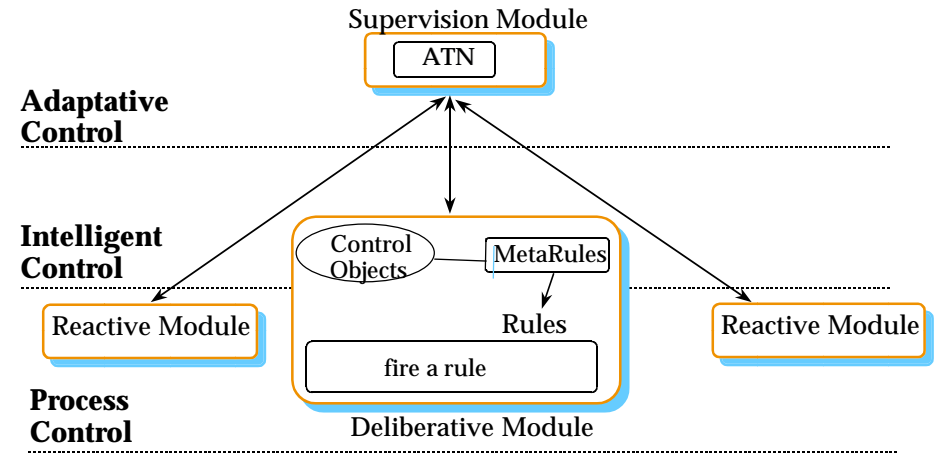 Supervision Module
ATN
Adaptative
Control
Intelligent
Control
Control
Objects
MetaRules
Rules
Reactive Module
Reactive Module
fire a rule
Process
Control
Deliberative Module